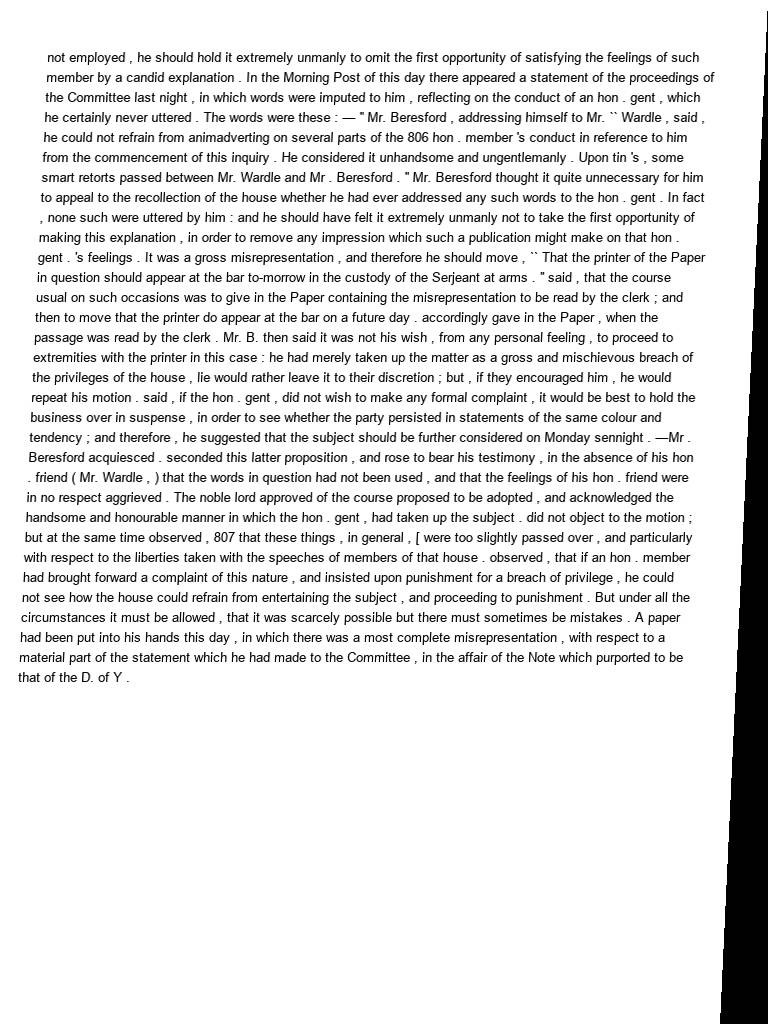 not employed , he should hold it extremely unmanly to omit the first opportunity of satisfying the feelings of such
member by a candid explanation . In the Morning Post of this day there appeared a statement of the proceedings of
the Committee last night , in which words were imputed to him , reflecting on the conduct of an hon . gent , which
he certainly never uttered . The words were these : — " Mr. Beresford , addressing himself to Mr. `` Wardle , said ,
he could not refrain from animadverting on several parts of the 806 hon . member 's conduct in reference to him
from the commencement of this inquiry . He considered it unhandsome and ungentlemanly . Upon tin 's , some
smart retorts passed between Mr. Wardle and Mr . Beresford . " Mr. Beresford thought it quite unnecessary for him
to appeal to the recollection of the house whether he had ever addressed any such words to the hon . gent . In fact
, none such were uttered by him : and he should have felt it extremely unmanly not to take the first opportunity of
making this explanation , in order to remove any impression which such a publication might make on that hon .
gent . 's feelings . It was a gross misrepresentation , and therefore he should move , `` That the printer of the Paper
in question should appear at the bar to-morrow in the custody of the Serjeant at arms . " said , that the course
usual on such occasions was to give in the Paper containing the misrepresentation to be read by the clerk ; and
then to move that the printer do appear at the bar on a future day . accordingly gave in the Paper , when the
passage was read by the clerk . Mr. B. then said it was not his wish , from any personal feeling , to proceed to
extremities with the printer in this case : he had merely taken up the matter as a gross and mischievous breach of
the privileges of the house , lie would rather leave it to their discretion ; but , if they encouraged him , he would
repeat his motion . said , if the hon . gent , did not wish to make any formal complaint , it would be best to hold the
business over in suspense , in order to see whether the party persisted in statements of the same colour and
tendency ; and therefore , he suggested that the subject should be further considered on Monday sennight . —Mr .
Beresford acquiesced . seconded this latter proposition , and rose to bear his testimony , in the absence of his hon
. friend ( Mr. Wardle , ) that the words in question had not been used , and that the feelings of his hon . friend were
in no respect aggrieved . The noble lord approved of the course proposed to be adopted , and acknowledged the
handsome and honourable manner in which the hon . gent , had taken up the subject . did not object to the motion ;
but at the same time observed , 807 that these things , in general , [ were too slightly passed over , and particularly
with respect to the liberties taken with the speeches of members of that house . observed , that if an hon . member
had brought forward a complaint of this nature , and insisted upon punishment for a breach of privilege , he could
not see how the house could refrain from entertaining the subject , and proceeding to punishment . But under all the
circumstances it must be allowed , that it was scarcely possible but there must sometimes be mistakes . A paper
had been put into his hands this day , in which there was a most complete misrepresentation , with respect to a
material part of the statement which he had made to the Committee , in the affair of the Note which purported to be
that of the D. of Y .